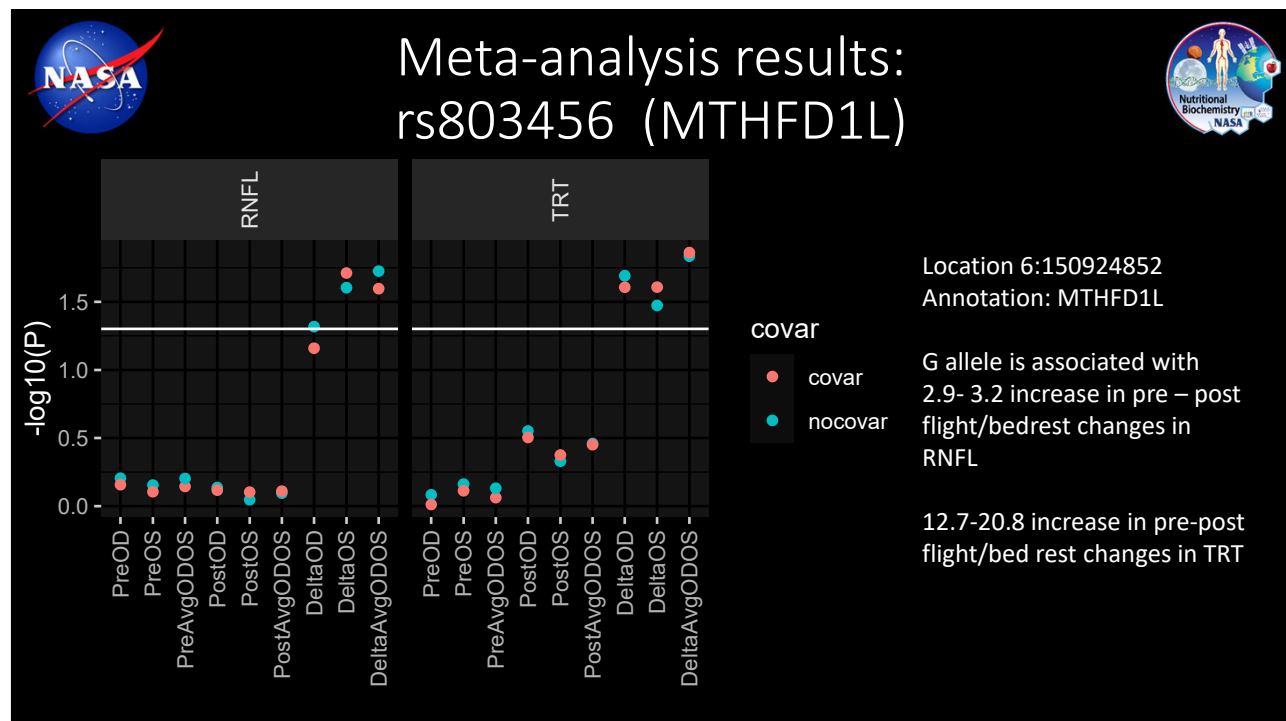 NASA
Meta-analysis results:
rs803456 (MTHFD1L)
Nutritional
Biochemistry
NASA
RNFL
TRT
-log10(P)
1.5
1.0
0.5
0.0
PreOD
PreOS
PreAvgODOS
PostOD
PostOS
PostAvgODOS
DeltaOD
DeltaOS
DeltaAvgODOS
PreOD
PreOS
PreAvgODOS
PostOD
PostOS
PostAvgODOS
DeltaOD
DeltaOS
DeltaAvgODOS
covar
covar
nocovar
Location 6:150924852
Annotation: MTHFD1L
G allele is associated with
2.9- 3.2 increase in pre – post
flight/bedrest changes in
RNFL
12.7-20.8 increase in pre-post
flight/bed rest changes in TRT